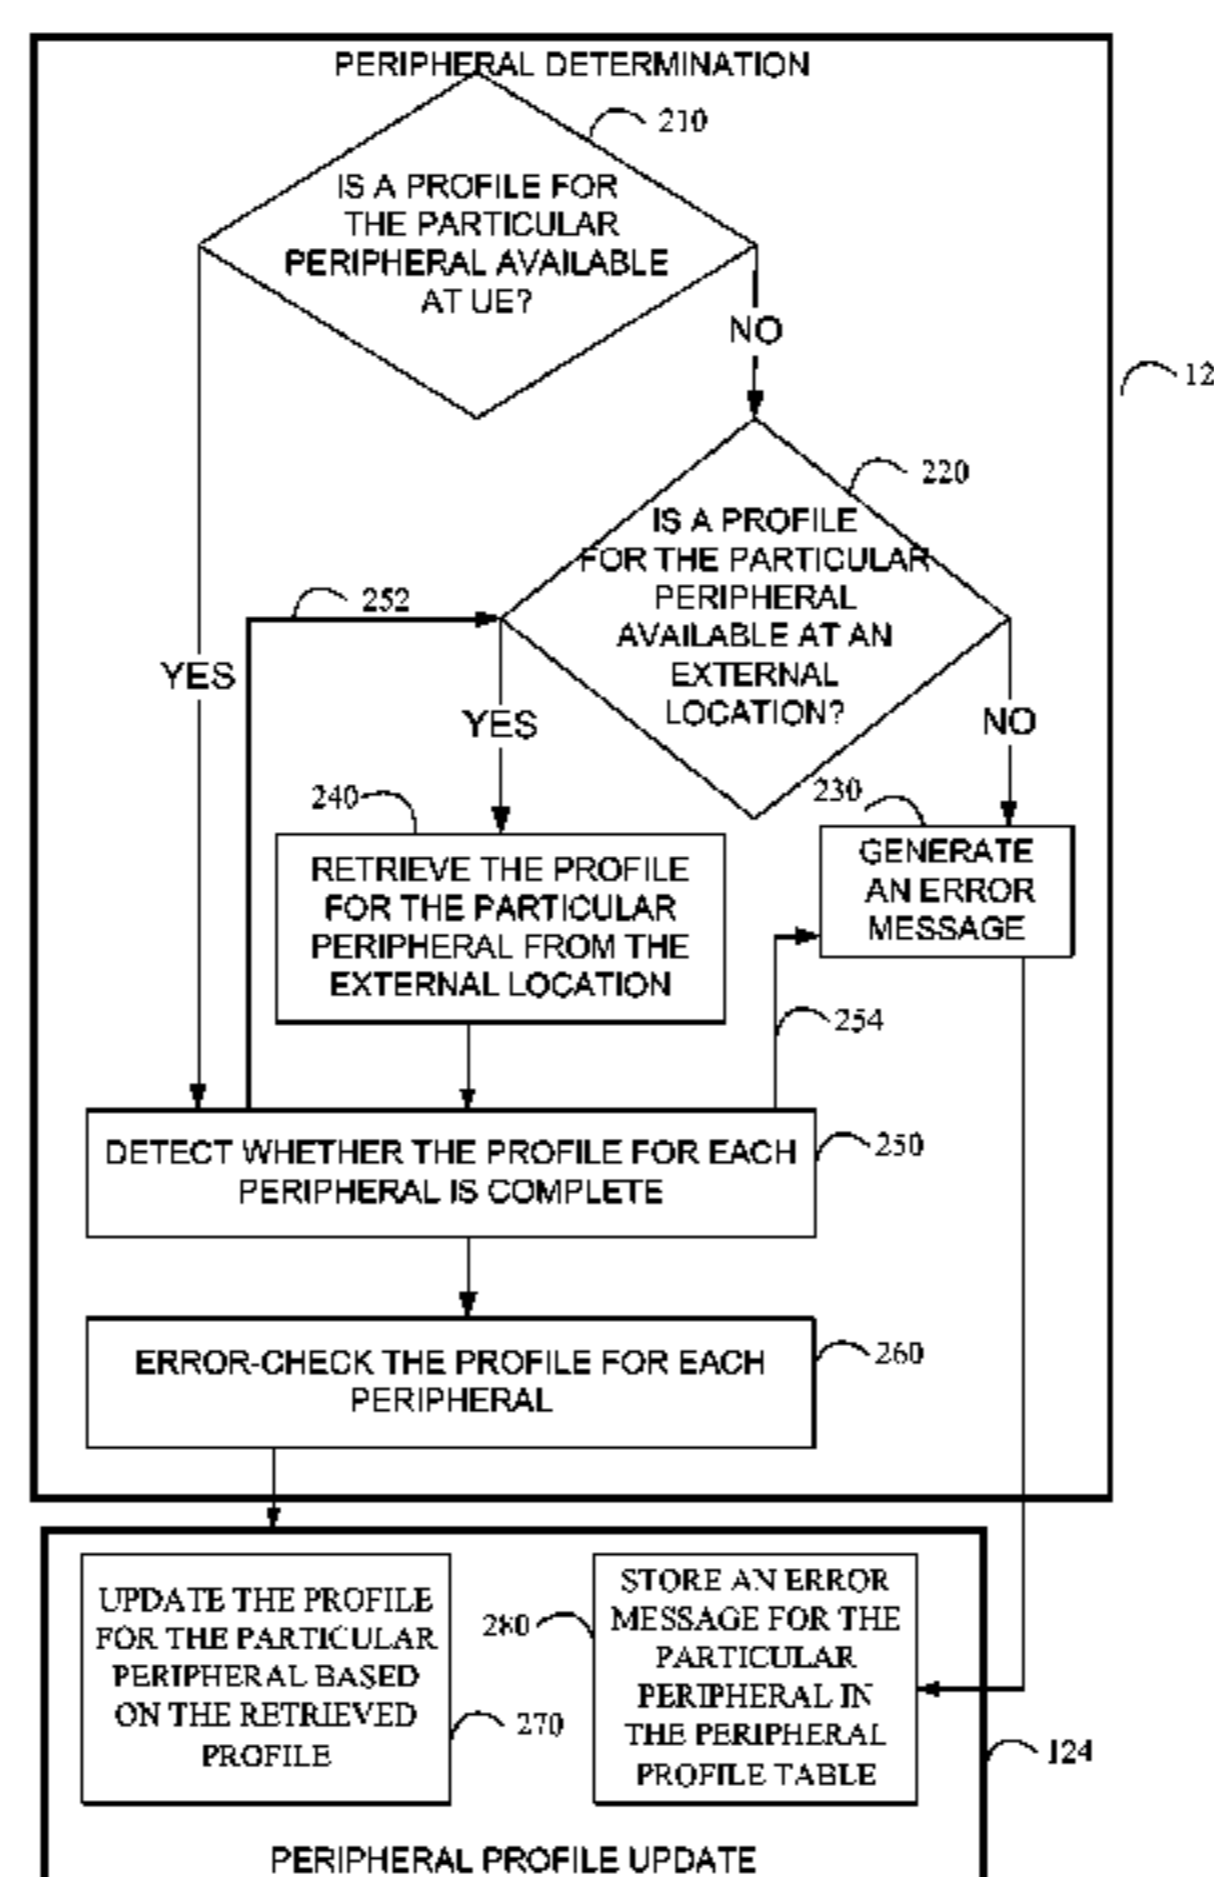 PERIPHERAL DETERMINATION
210
IS A PROFILE FOR
THE PARTICULAR
PERIPHERAL AVAILABLE
AT UE?
NO
12
220
IS A PROFILE
FOR THE PARTICULAR
PERIPHERAL
AVAILABLE AT AN
EXTERNAL
LOCATION?
252
YES
YES
NO
240
230
RETRIEVE THE PROFILE
FOR THE PARTICULAR
PERIPHERAL FROM THE
EXTERNAL LOCATION
GENERATE
AN ERROR
MESSAGE
254
DETECT WHETHER THE PROFILE FOR EACH
PERIPHERAL IS COMPLETE
250
ERROR-CHECK THE PROFILE FOR EACH
PERIPHERAL
260
UPDATE THE PROFILE
FOR THE PARTICULAR
PERIPHERAL BASED
ON THE RETRIEVED
PROFILE
270
280
STORE AN ERROR
MESSAGE FOR THE
PARTICULAR
PERIPHERAL IN
THE PERIPHERAL
PROFILE TABLE
124
PERIPHERAL PROFILE UPDATE